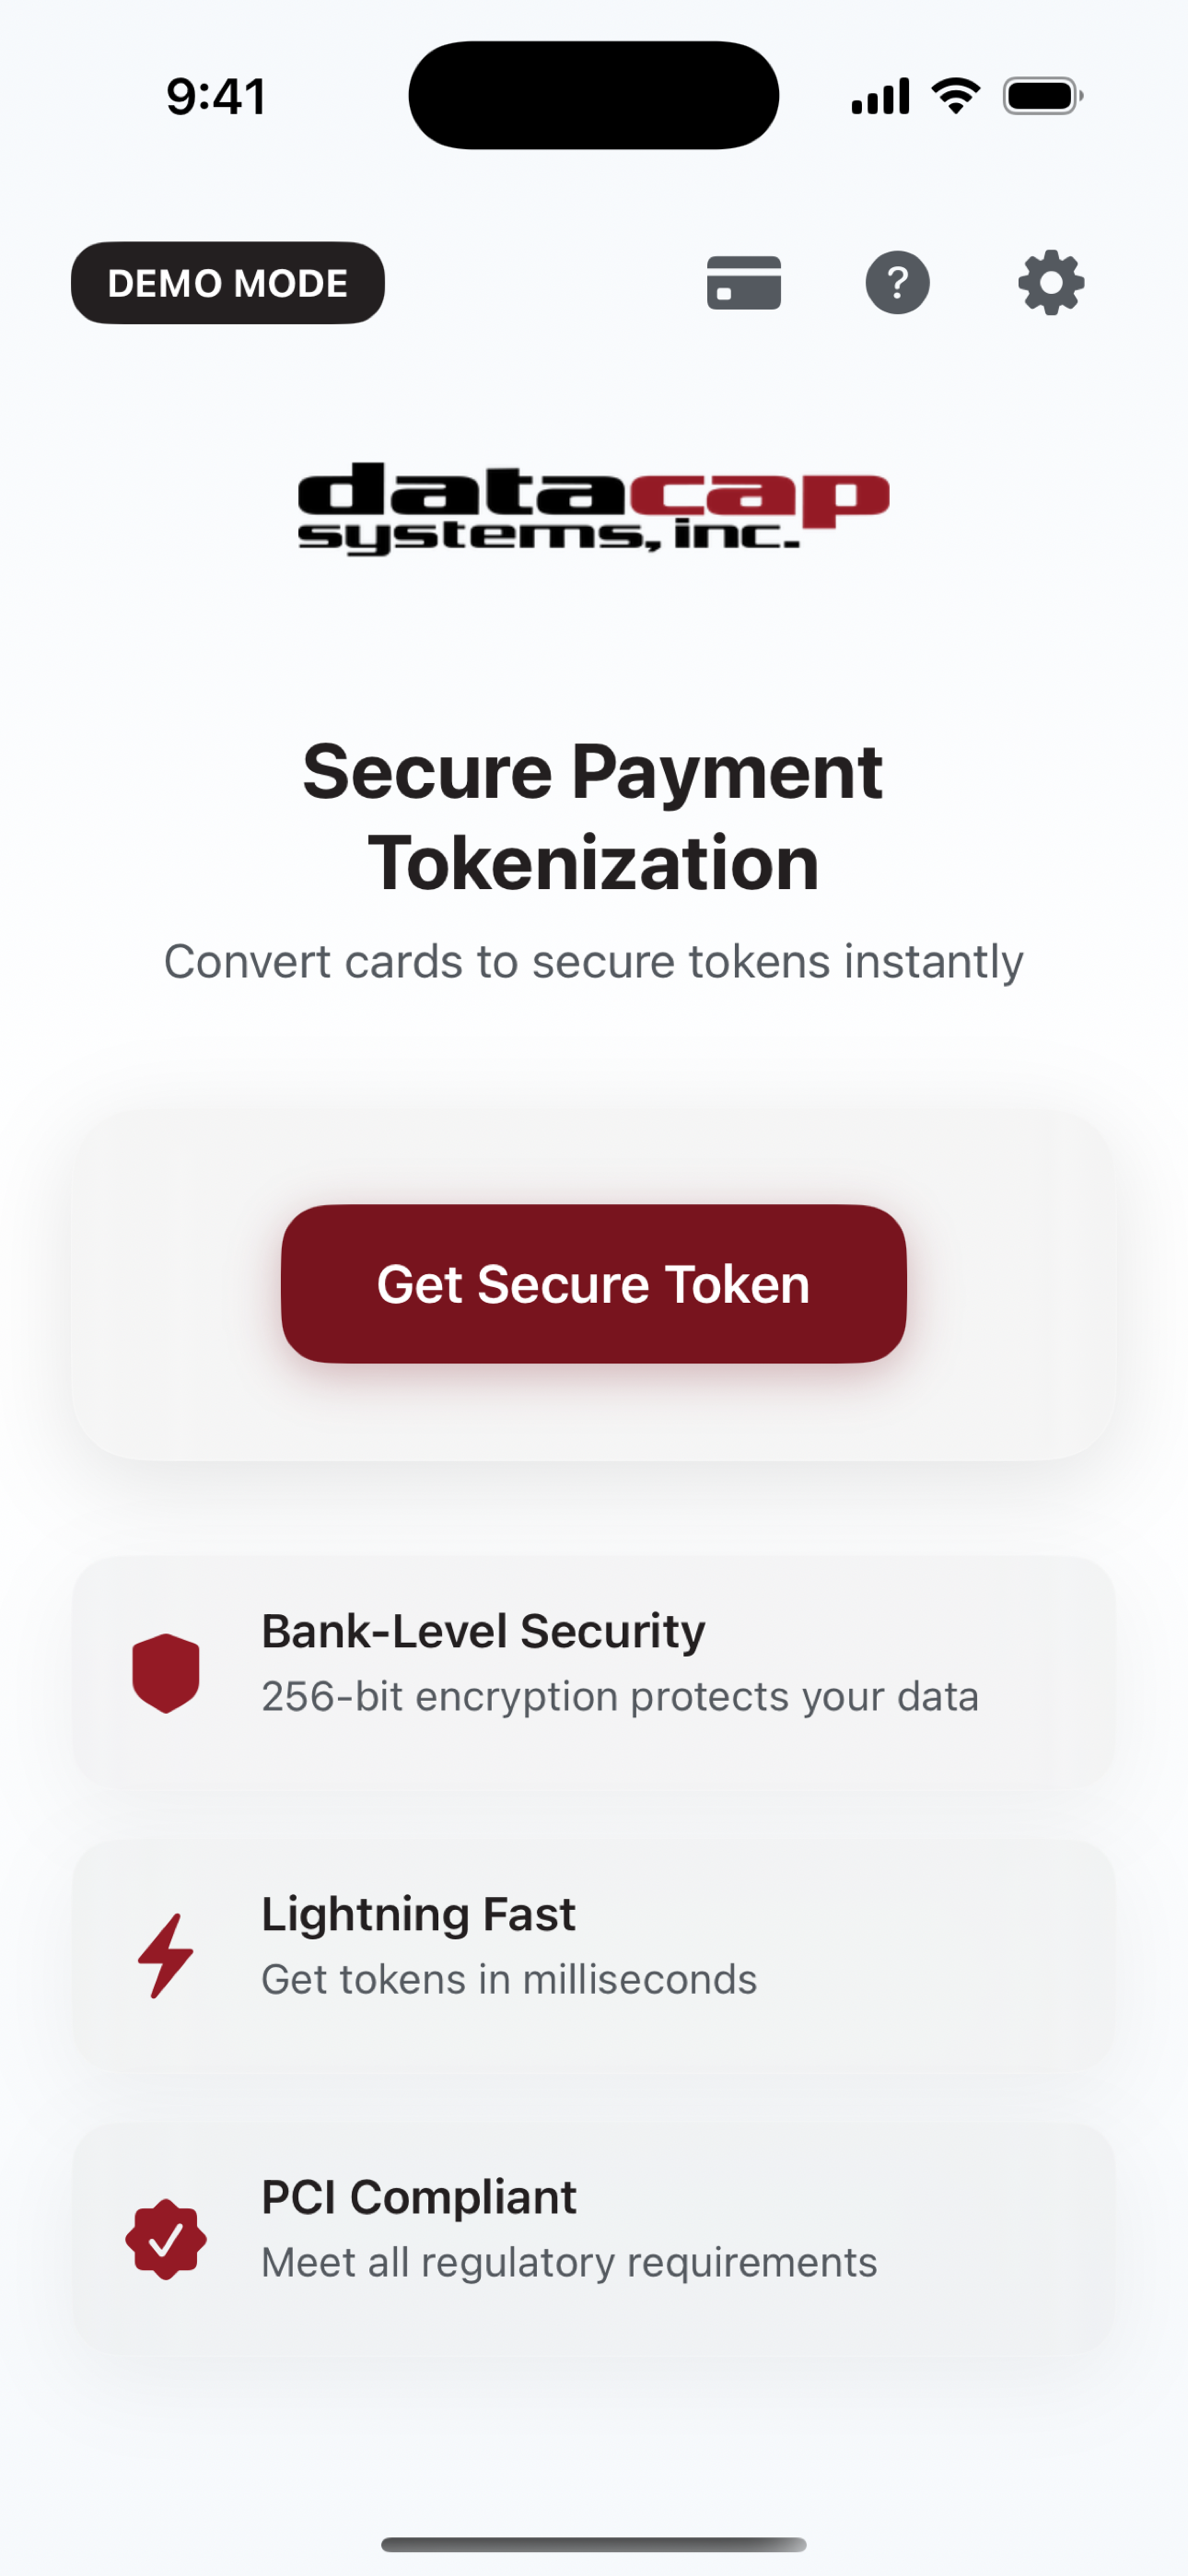 9:41
DEMO MODE
?
datacap
systems, inc.
Secure Payment
Tokenization
Convert cards to secure tokens instantly
Get Secure Token
Bank-Level Security
256-bit encryption protects your data
Lightning Fast
Get tokens in milliseconds
PCI Compliant
Meet all regulatory requirements